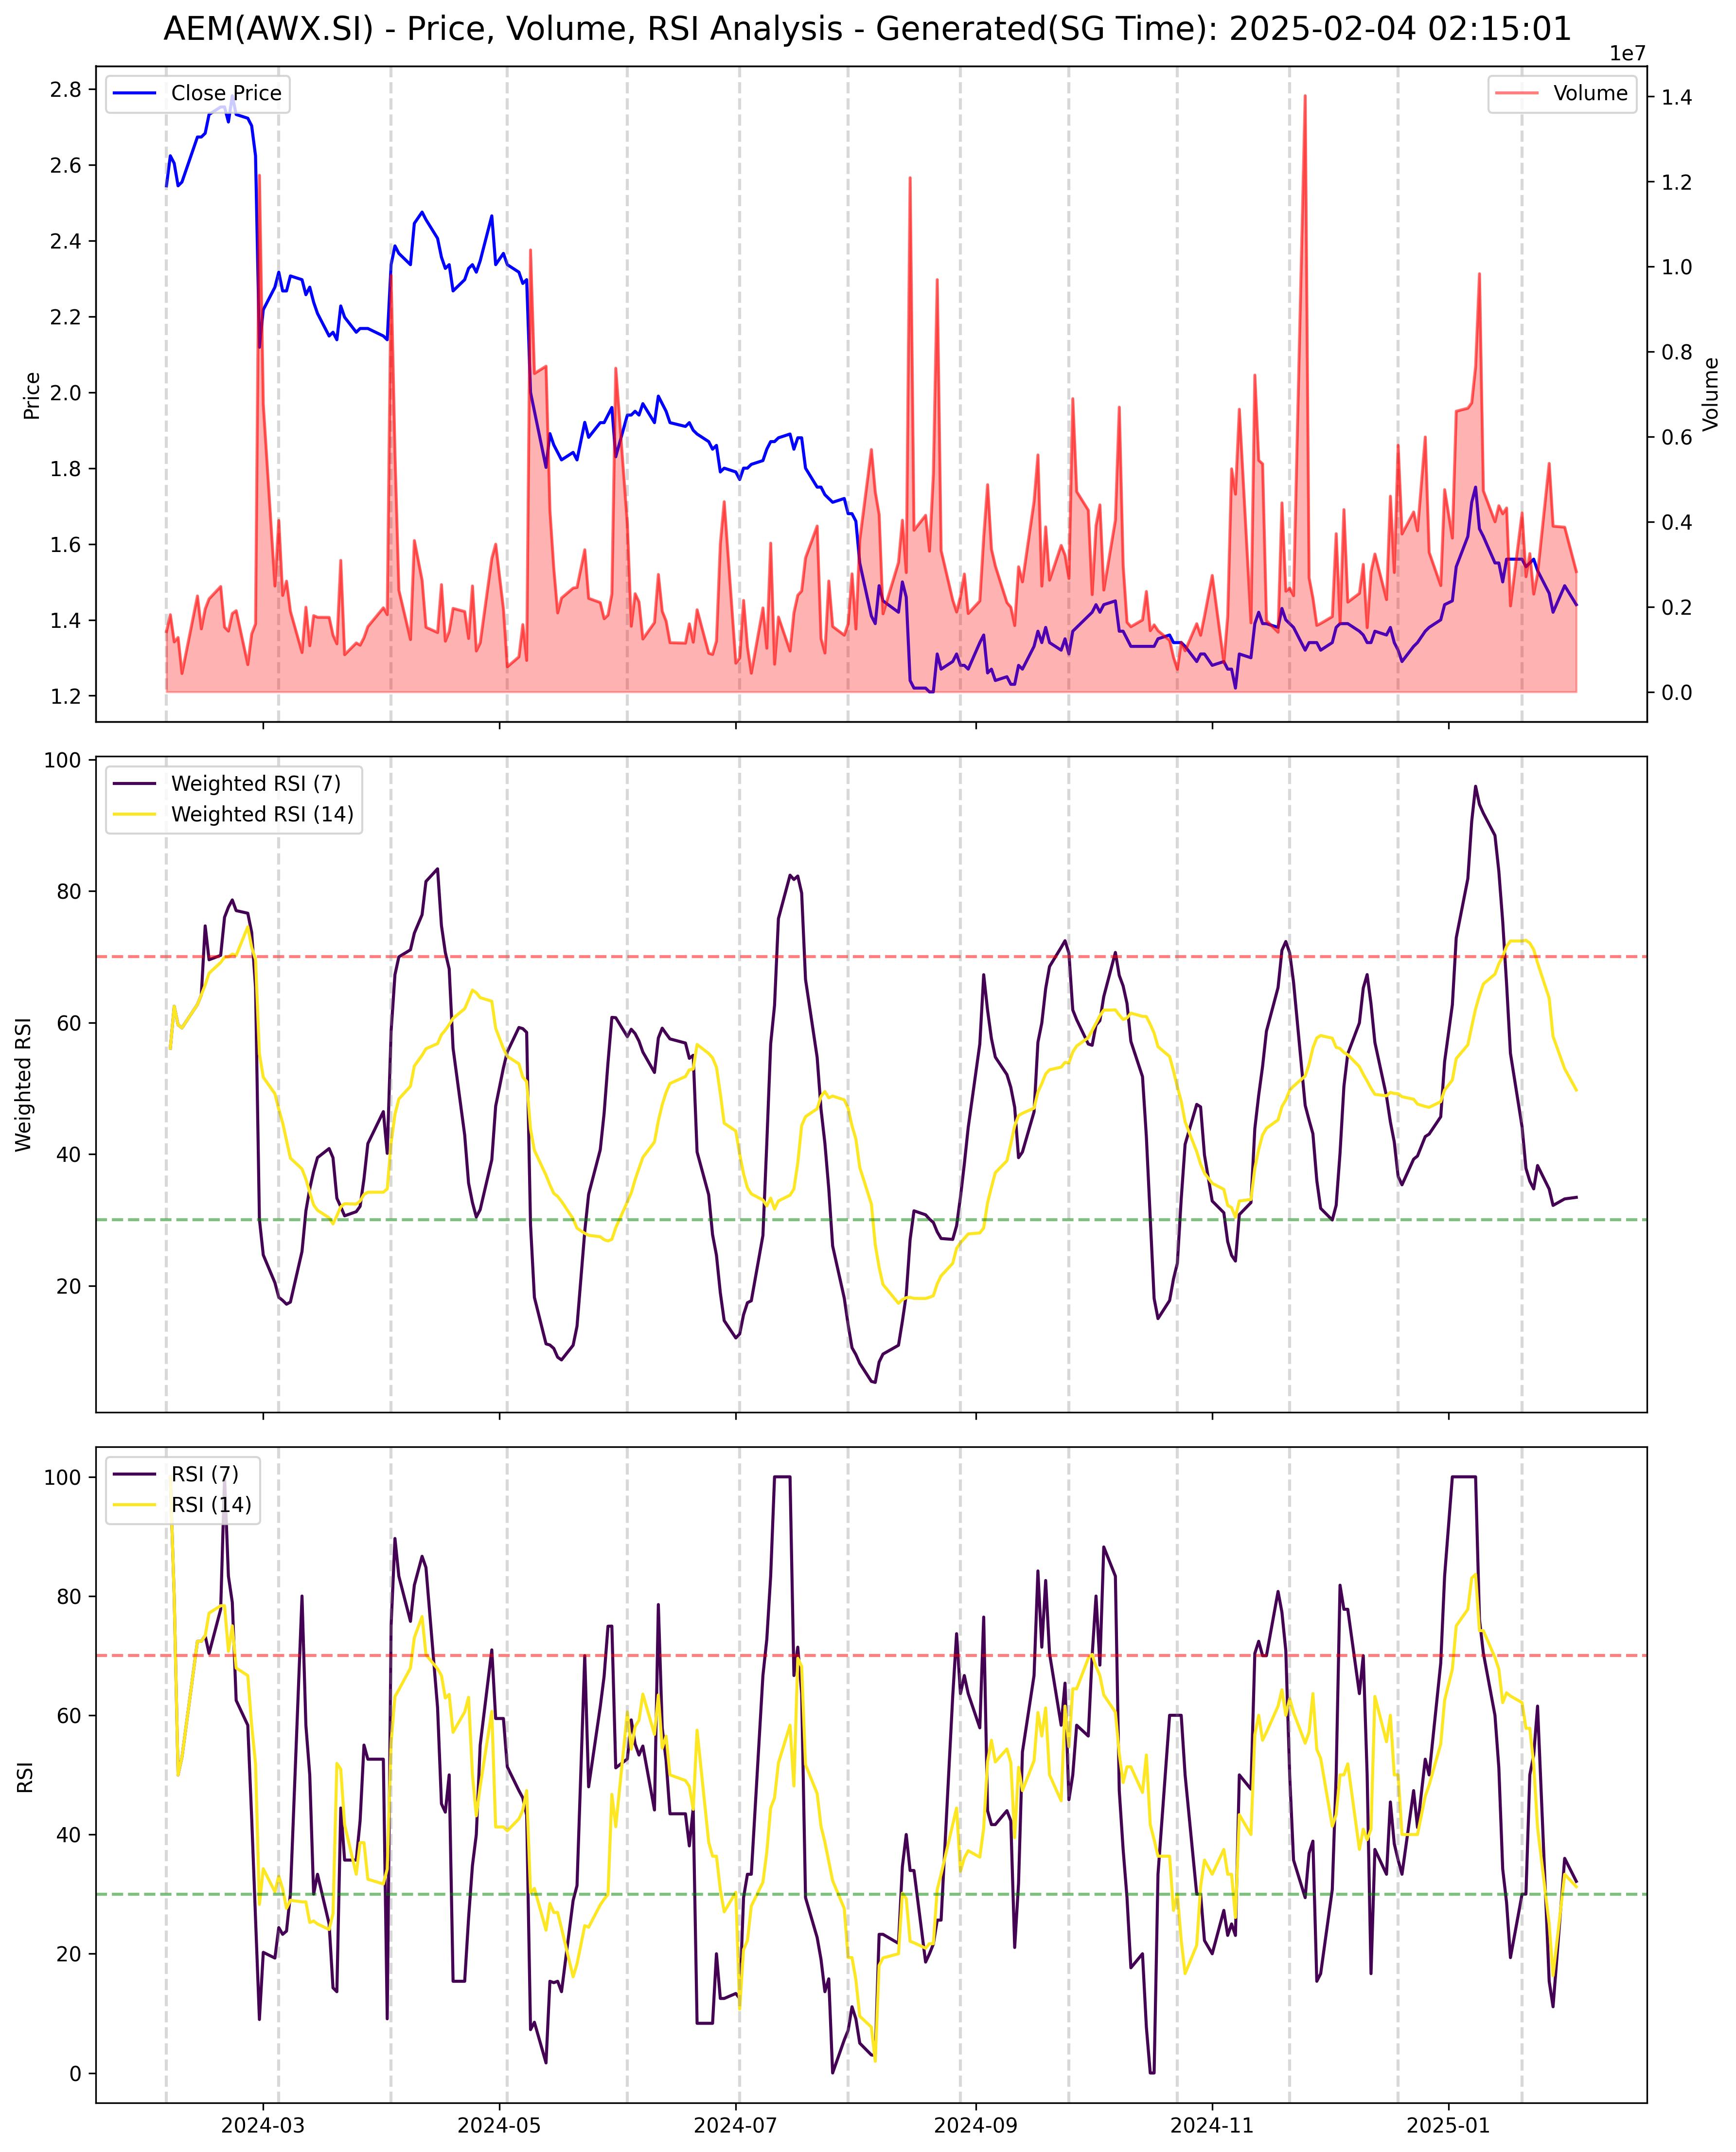 AEM(AWX.SI) - Price, Volume, RSI Analysis - Generated(SG Time): 2025-02-04 02:15:01
1e7
Close Price
Volume
2.8
2.6
2.4
2.2
2.0
1.8
1.6
1.4
1.2
Price
1.4
1.2
1.0
0.8
0.6
0.4
0.2
0.0
Volume
Weighted RSI (7)
Weighted RSI (14)
100
80
60
40
20
Weighted RSI
RSI (7)
RSI (14)
100
80
60
40
20
0
RSI
2024-03
2024-05
2024-07
2024-09
2024-11
2025-01